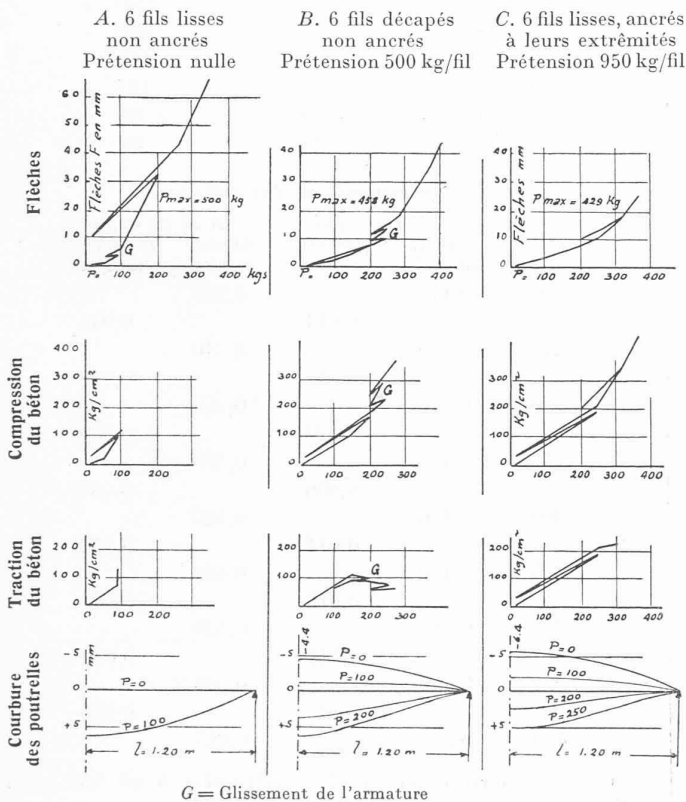 A. 6 fils lisses
non ancrés
Prétension nulle
B. 6 fils décapés
non ancrés
Prétension 500 kg/fil
C. 6 fils lisses, ancrés
à leurs extrêmités
Prétension 950 kg/fil
Flèches
60
50
40
30
20
10
0
Flèches F en mm
Pmax=500 kg
G
P=
100 200 300 400 kgs
40
30
20
10
0
Pmax=458 kg
G
P=
100 200 300 400
40
30
20
10
0
Flèches mm
Pmax=429 kg
P=
100 200 300 400
Compression
du béton
400
300
200
100
0
Kg/cm²
100 200 300
300
200
100
0
G
100 200 300
300
200
100
0
Kg/cm²
100 200 300 400
Traction
du béton
200
100
0
Kg/cm²
100 200 300
200
100
G
100 200 300 400
200
100
0
Kg/cm²
100 200 300 400
Courbure
des poutrelles
-5
0
+5
mm
P=0
P=100
l=1.20 m
-4.4
-5
0
+5
P=0
P=100
P=200
l=1.20 m
-6.4
-5
0
+5
P=0
P=100
P=200
P=250
l=1.20 m
G = Glissement de l'armature